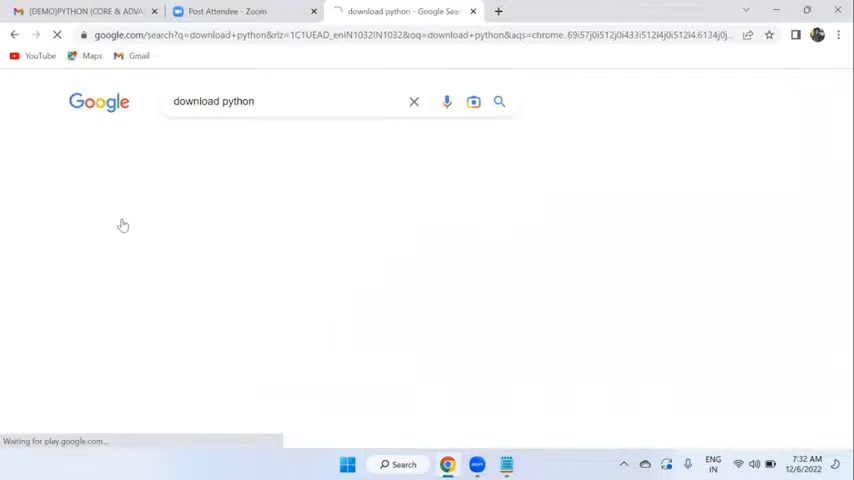 [DEMO]PYTHON (CORE & ADVA
Post Attendee - Zoom
download python - Google Sea
google.com/search?q=download+python&rlz=1C1UEAD_enIN1032IN1032&oq=download+python&aqs=chrome..69i57j0i512j0i433i512l4j0i512l4.6134j0j...
YouTube
Maps
Gmail
Google
download python
Waiting for play.google.com...
Search
zoom
ENG
IN
7:32 AM
12/6/2022